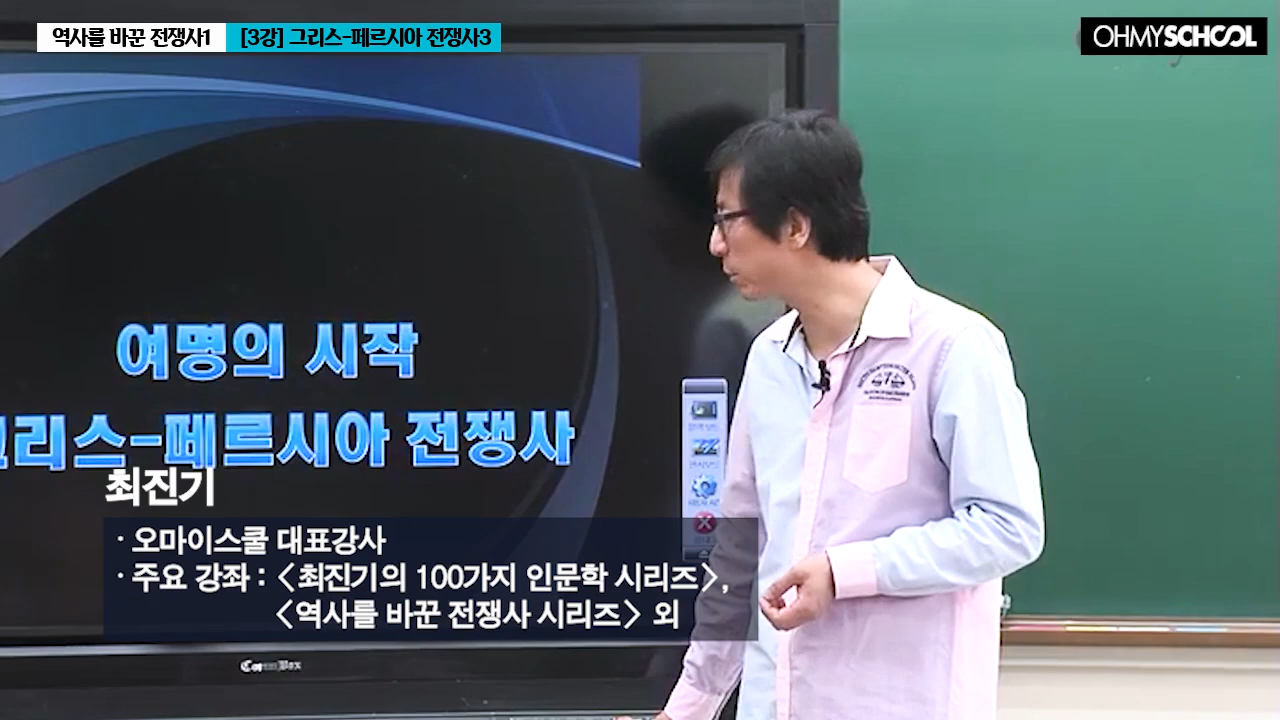 역사를 바꾼 전쟁사1 [3강] 그리스-페르시아 전쟁사3
OHMYSCHOOL
여명의 시작
그리스-페르시아 전쟁사
최진기
· 오마이스쿨 대표강사
· 주요 강좌 : <최진기의 100가지 인문학 시리즈>,
<역사를 바꾼 전쟁사 시리즈> 외